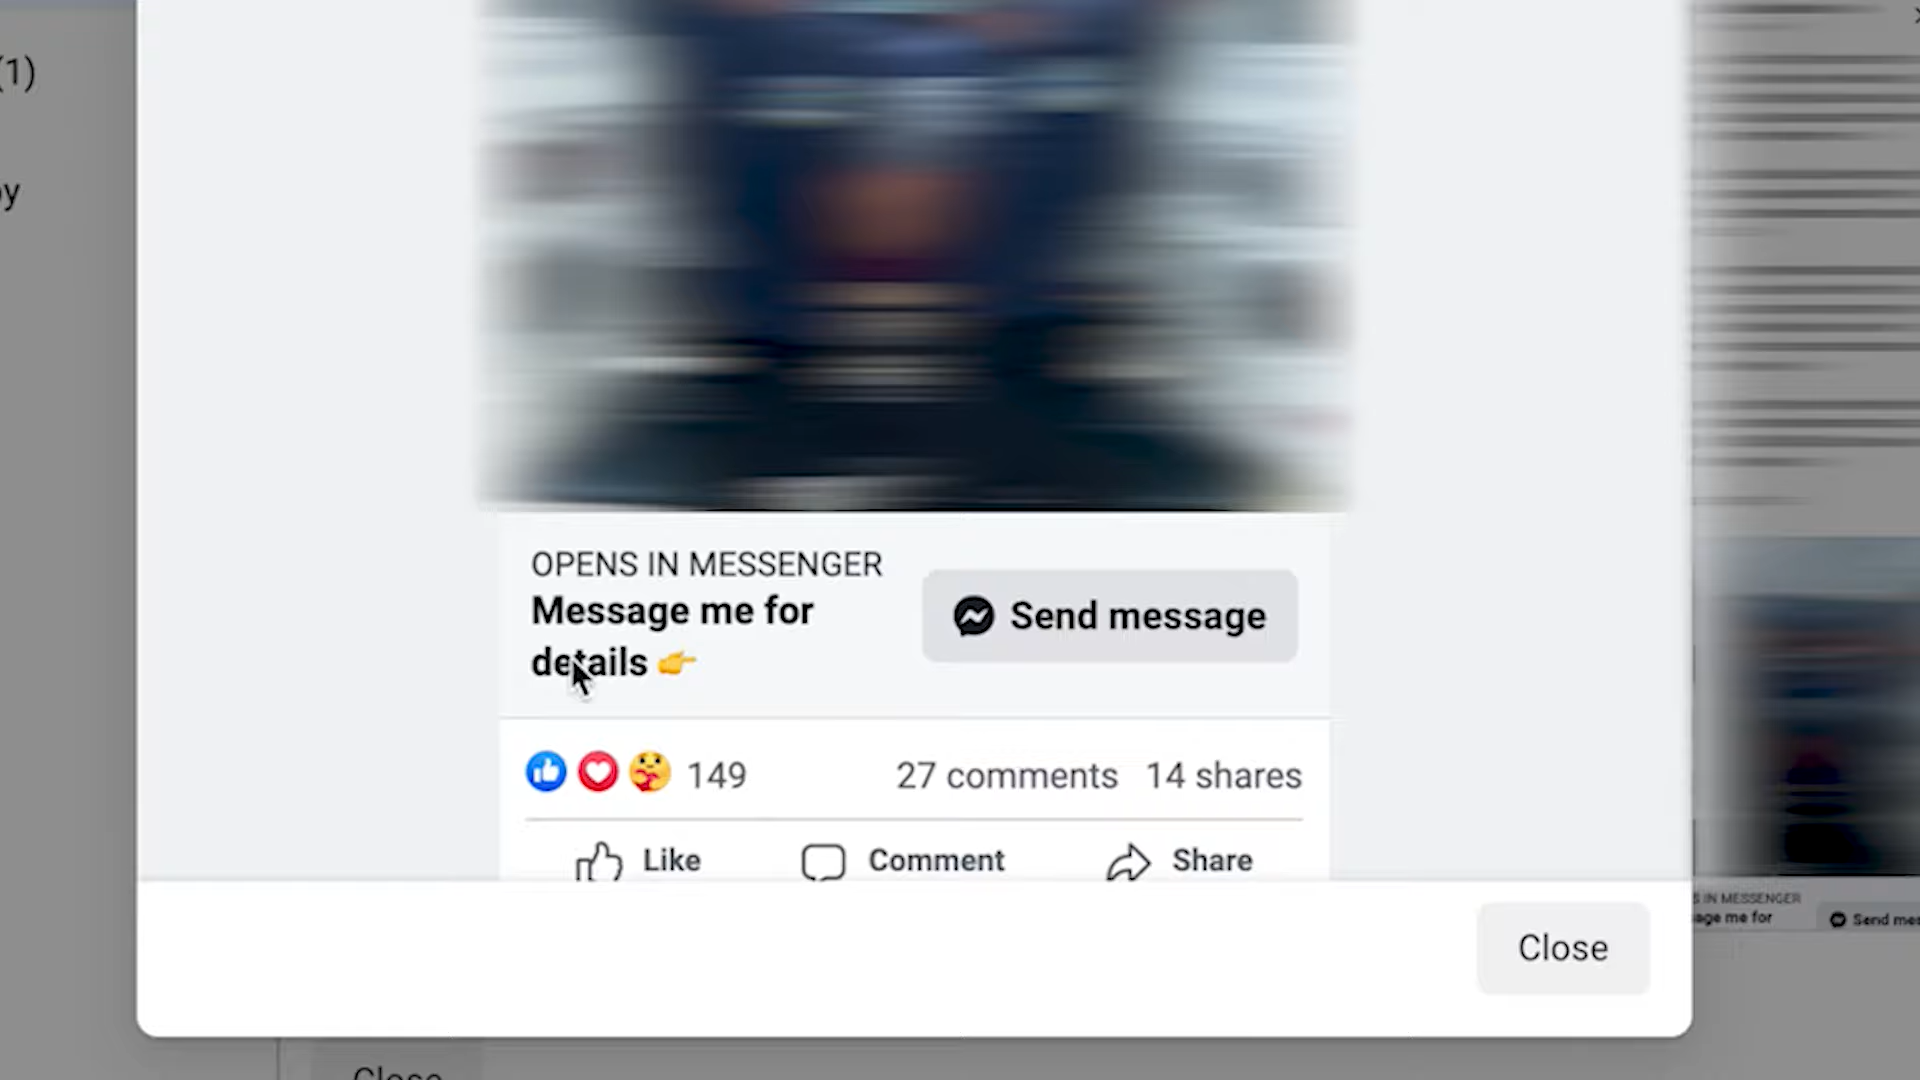 (1)
OPENS IN MESSENGER
Message me for
details 👉
Send message
149
27 comments
14 shares
Like
Comment
Share
Close
IN MESSENGER
age me for
Send mes
Close